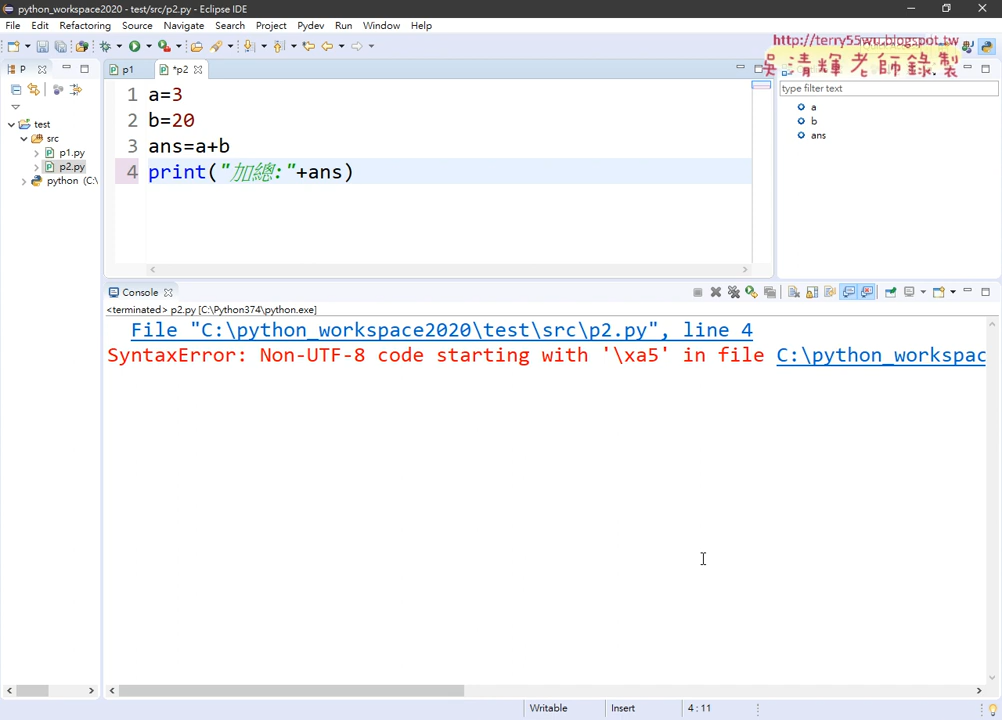 python_workspace2020 - test/src/p2.py - Eclipse IDE
File Edit Refactoring Source Navigate Search Project Pydev Run Window Help
http://terry55wu.blogspot.tw
吳清輝老師錄製
P
p1
*p2
type filter text
test
src
p1.py
p2.py
python (C:\
1 a=3
2 b=20
3 ans=a+b
4 print("加總:"+ans)
a
b
ans
Console
<terminated> p2.py [C:\Python374\python.exe]
File "C:\python_workspace2020\test\src\p2.py", line 4
SyntaxError: Non-UTF-8 code starting with '\xa5' in file C:\python_workspac
Writable Insert 4 : 11